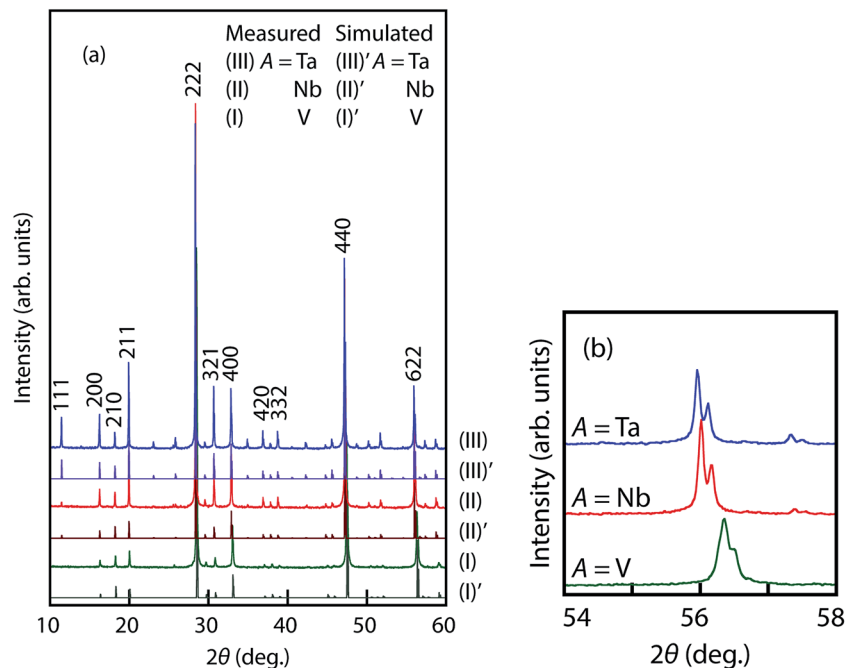 (a)
Measured Simulated
(III) A = Ta (III)′ A = Ta
(II) Nb (II)′ Nb
(I) V (I)′ V
Intensity (arb. units)
111
200
210
211
222
321
400
420
332
440
622
(III)
(III)′
(II)
(II)′
(I)
(I)′
10 20 30 40 50 60
2θ (deg.)
(b)
Intensity (arb. units)
A = Ta
A = Nb
A = V
54 56 58
2θ (deg.)